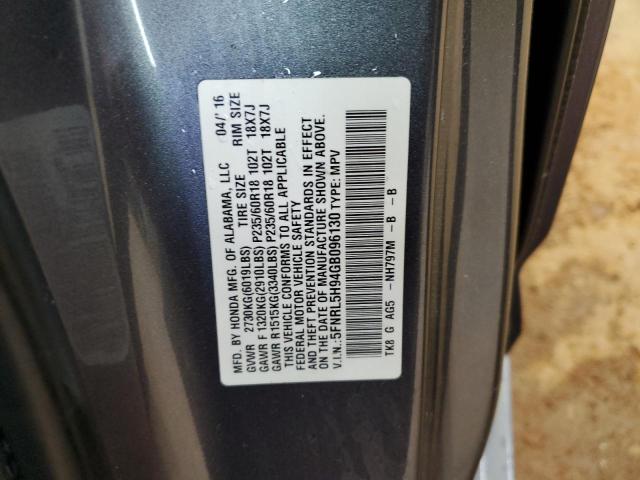 MFD. BY HONDA MFG. OF ALABAMA, LLC 04/'16
GVWR 2730KG(6019LBS) TIRE SIZE RIM SIZE
GAWR F 1320KG(2910LBS) P235/60R18 102T 18X7J
GAWR R 1515KG(3340LBS) P235/60R18 102T 18X7J
THIS VEHICLE CONFORMS TO ALL APPLICABLE
FEDERAL MOTOR VEHICLE SAFETY
AND THEFT PREVENTION STANDARDS IN EFFECT
ON THE DATE OF MANUFACTURE SHOWN ABOVE.
V.I.N.:5FNRL5H94GB096130 TYPE: MPV
TK8 G AG5 -NH797M -B -B